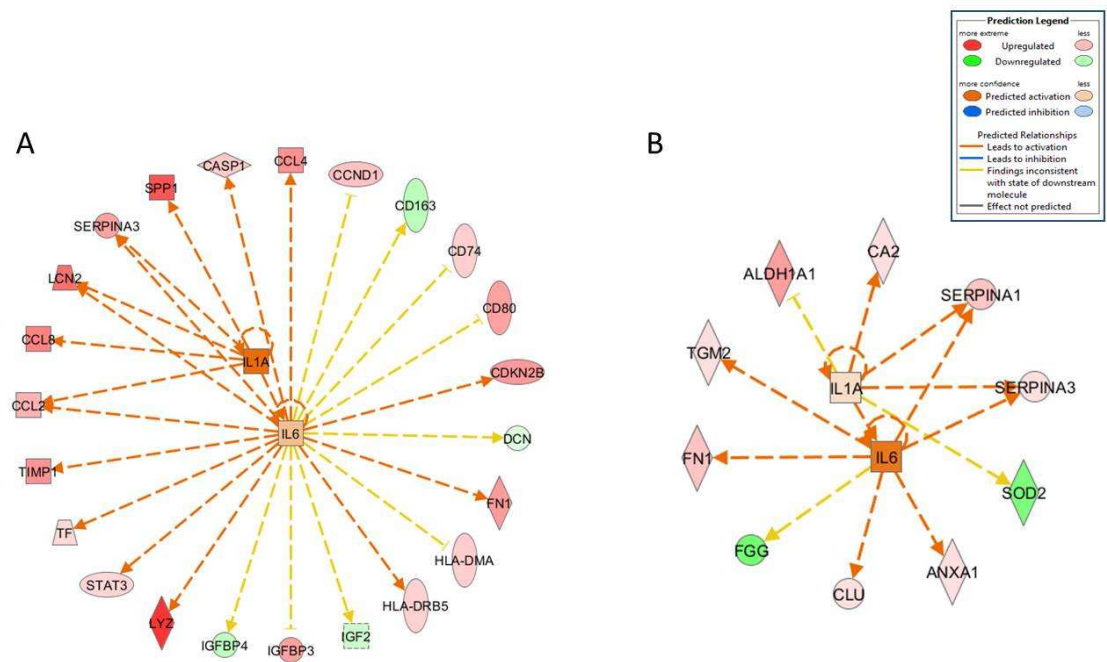 Prediction Legend
more extreme less
Upregulated
Downregulated
more confidence less
Predicted activation
Predicted inhibition
Predicted Relationships
Leads to activation
Leads to inhibition
Findings inconsistent
with state of downstream
molecule
Effect not predicted
A
CASP1
CCL4
CCND1
SPP1
CD163
SERPINA3
CD74
LCN2
CD80
CCL8
IL1A
CDKN2B
CCL2
IL6
DCN
TIMP1
FN1
TF
HLA-DMA
STAT3
HLA-DRB5
LYZ
IGFBP4
IGFBP3
IGF2
B
CA2
ALDH1A1
SERPINA1
TGM2
IL1A
SERPINA3
FN1
IL6
SOD2
FGG
ANXA1
CLU